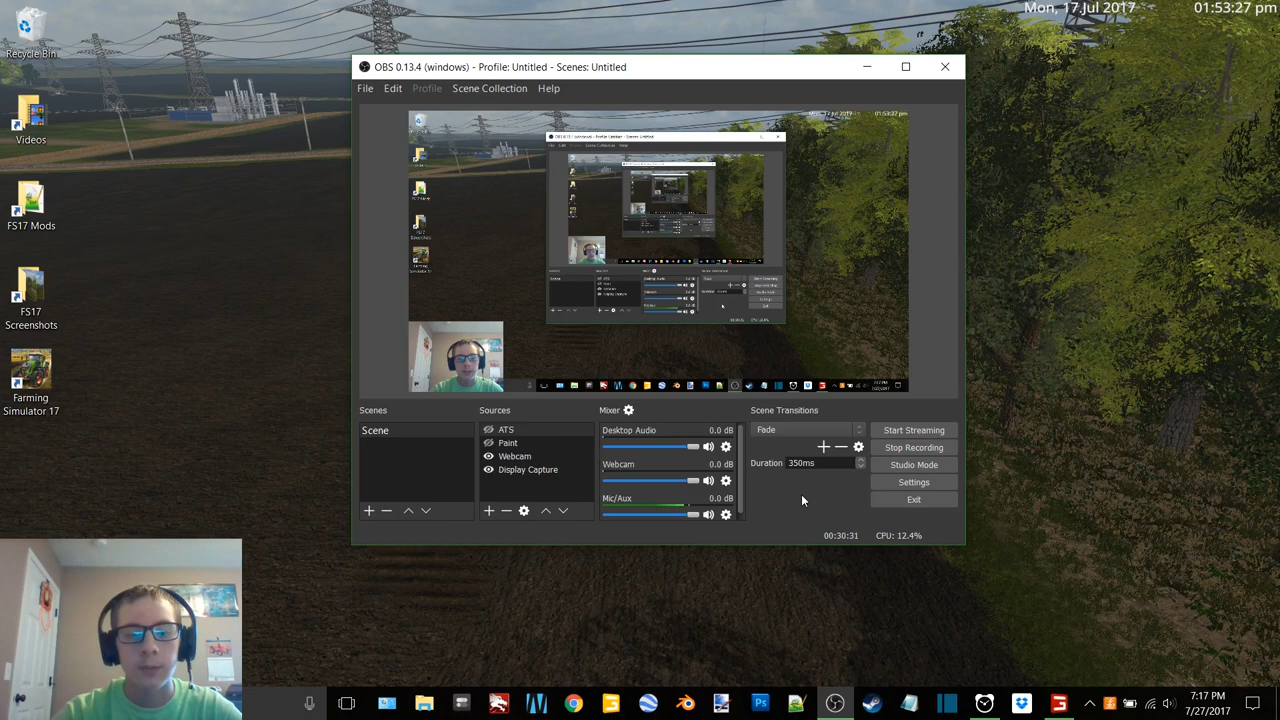 Mon, 17.Jul 2017 01:53:27 pm
Recycle Bin
Videos
FS17 Mods
FS17
Screenshots
Farming
Simulator 17
OBS 0.13.4 (windows) - Profile: Untitled - Scenes: Untitled
File Edit Profile Scene Collection Help
Scenes
Scene
Sources
ATS
Paint
Webcam
Display Capture
Mixer
Desktop Audio 0.0 dB
Webcam 0.0 dB
Mic/Aux 0.0 dB
Scene Transitions
Fade
Duration 350ms
Start Streaming
Stop Recording
Studio Mode
Settings
Exit
00:30:31 CPU: 12.4%
Ps
7:17 PM
7/27/2017